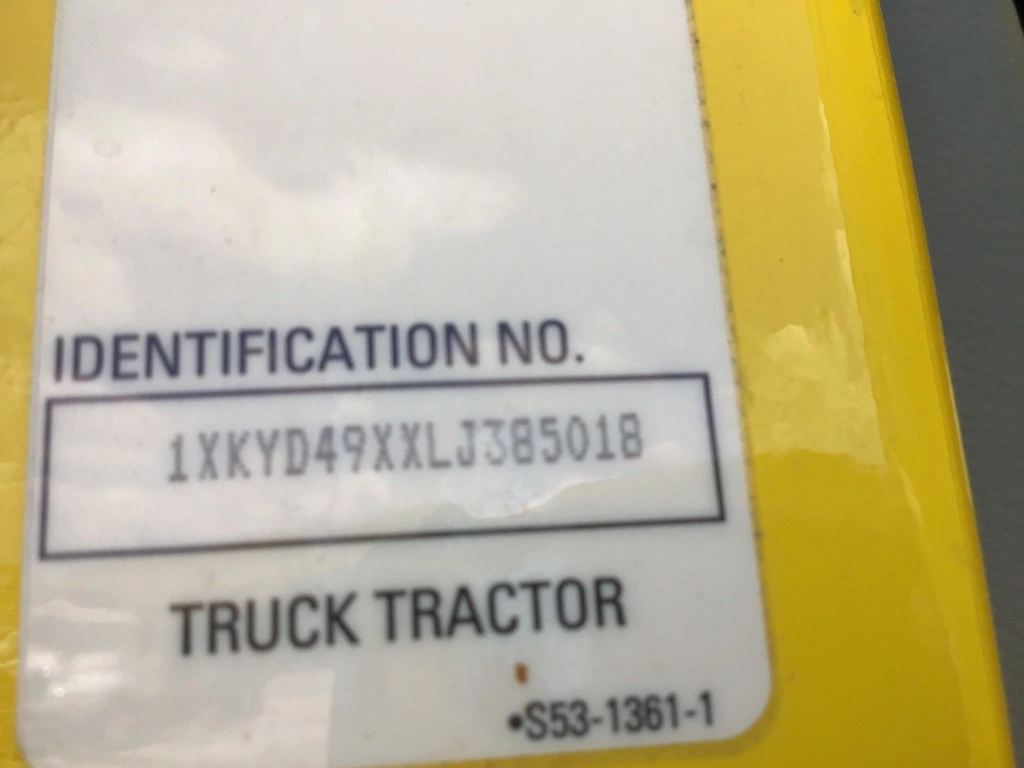 IDENTIFICATION NO.
1XKYD49XXLJ385018
TRUCK TRACTOR
•S53-1361-1